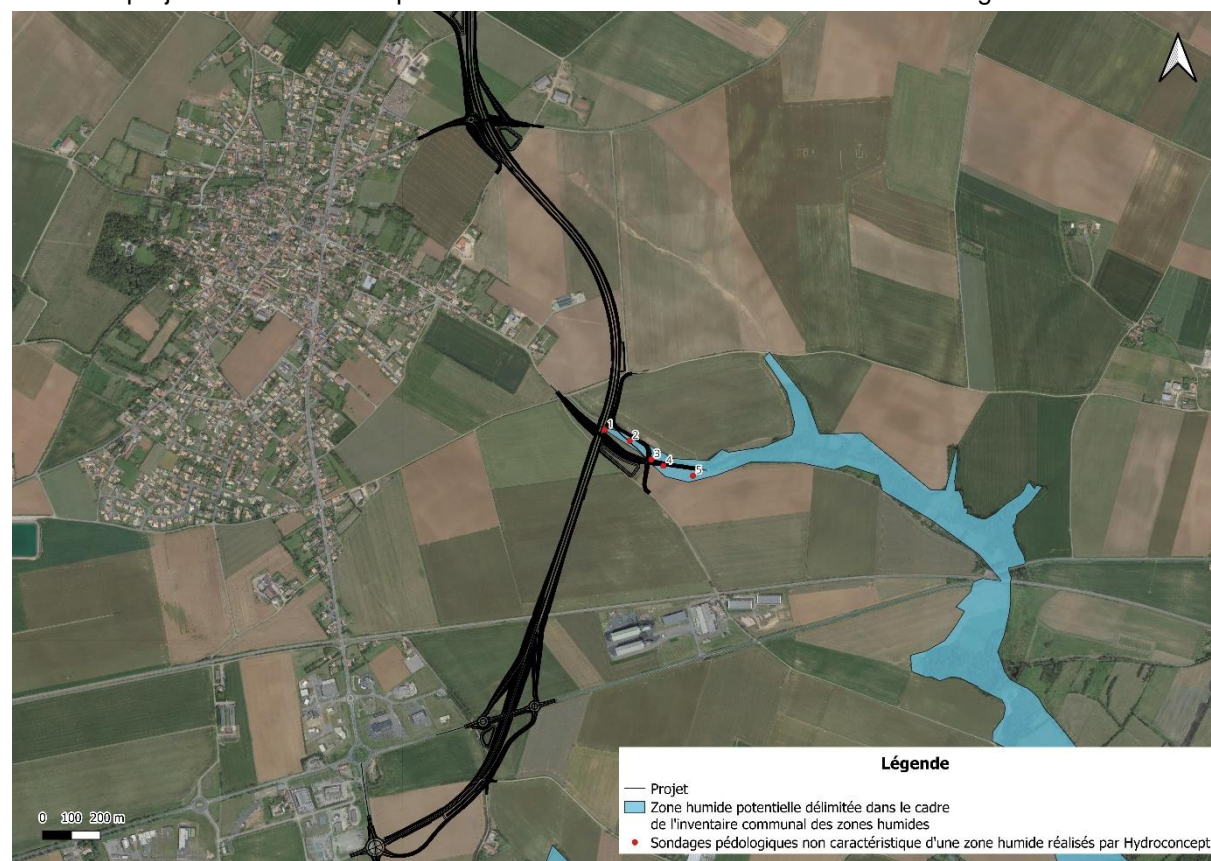 1
2
3
4
5
0 100 200 m
Légende
Projet
Zone humide potentielle délimitée dans le cadre
de l'inventaire communal des zones humides
Sondages pédologiques non caractéristique d'une zone humide réalisés par Hydroconcept